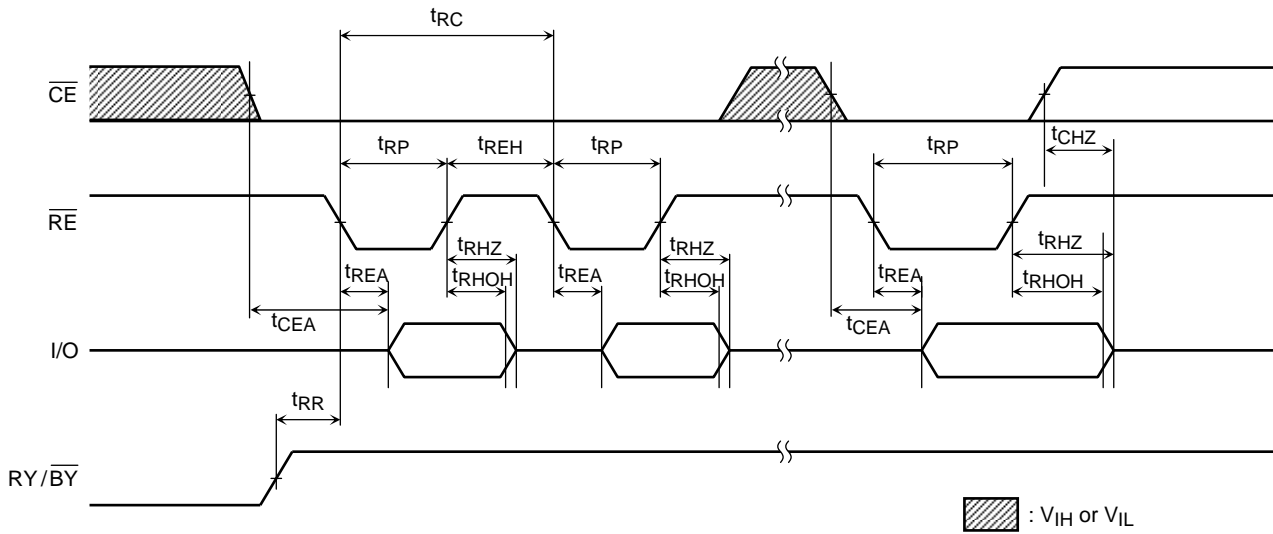 tRC
CE
tCHZ
tRP
tREH
tRP
tRP
RE
tRHZ
tRHZ
tRHZ
tREA
tRHOH
tREA
tRHOH
tREA
tRHOH
tCEA
tCEA
I/O
tRR
RY/BY
: VIH or VIL